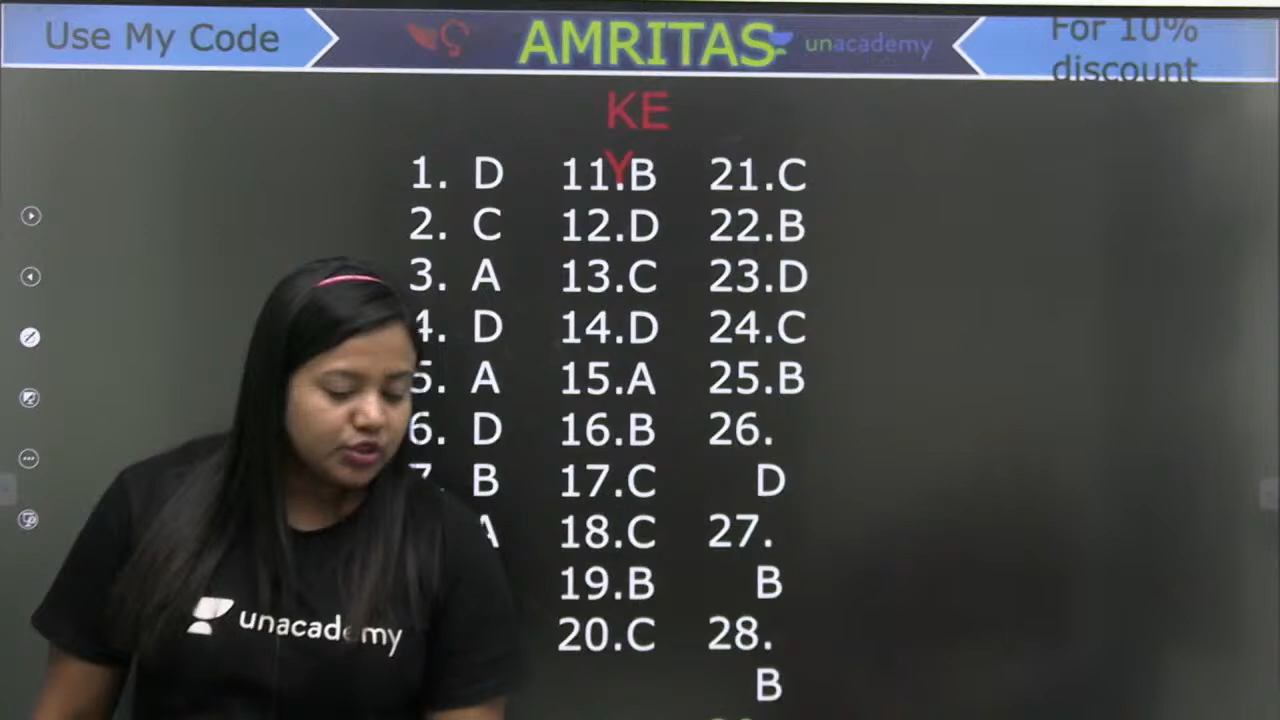 Use My Code
AMRITAS
unacademy
For 10%
discount
KE
Y
1. D
2. C
3. A
4. D
5. A
6. D
7. B
A
11.B
12.D
13.C
14.D
15.A
16.B
17.C
18.C
19.B
20.C
21.C
22.B
23.D
24.C
25.B
26.
D
27.
B
28.
B
unacademy